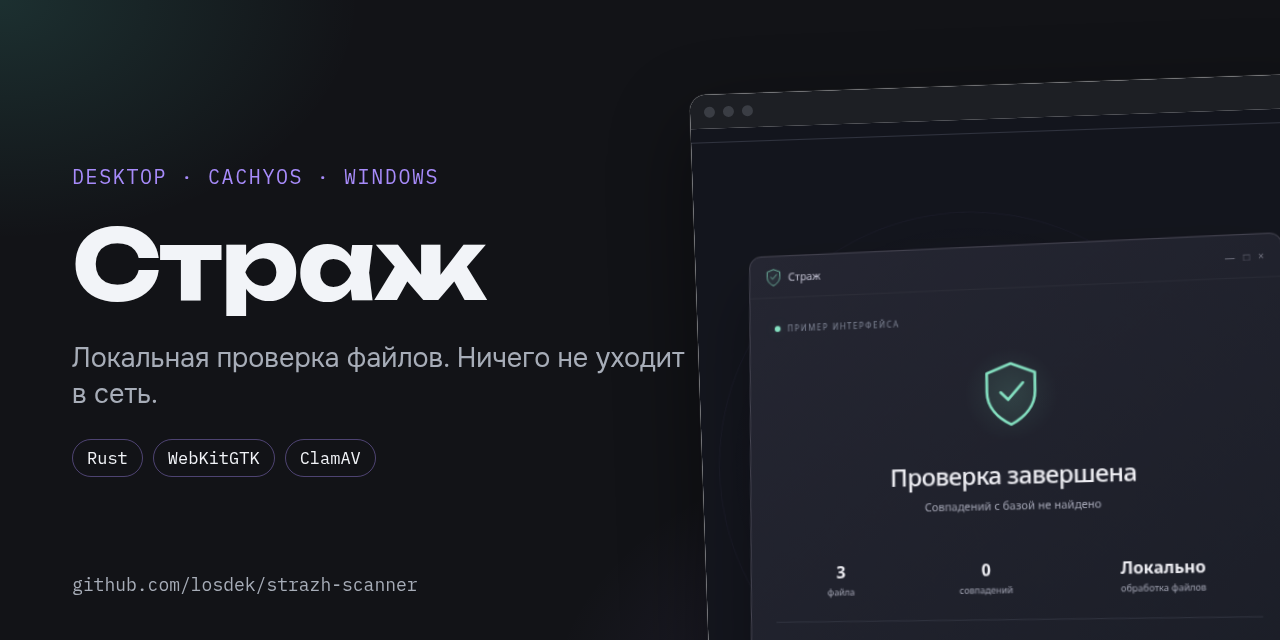 DESKTOP · CACHYOS · WINDOWS
Страж
Локальная проверка файлов. Ничего не уходит
в сеть.
Rust
WebKitGTK
ClamAV
github.com/losdek/strazh-scanner
Страж
ПРИМЕР ИНТЕРФЕЙСА
Проверка завершена
Совпадений с базой не найдено
3
файла
0
совпадений
Локально
обработка файлов